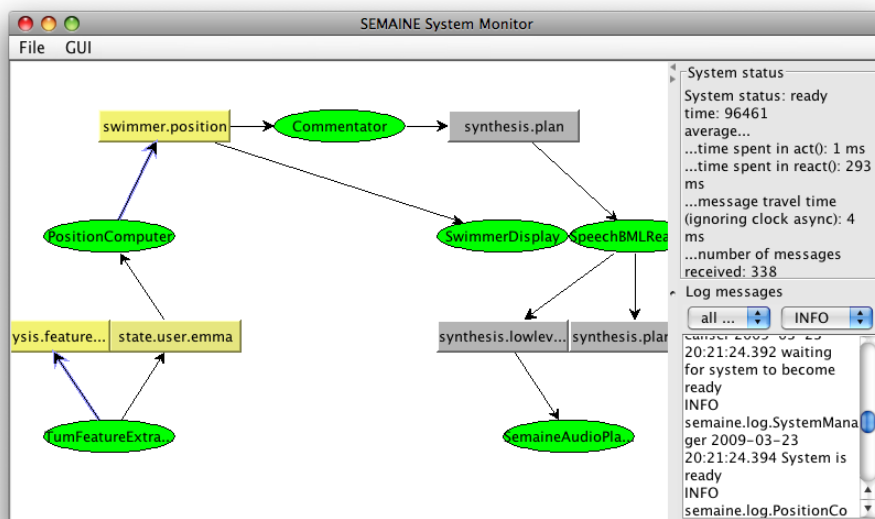 SEMAINE System Monitor
File GUI
swimmer.position
Commentator
synthesis.plan
PositionComputer
SwimmerDisplay
SpeechBMLRea
ysis.feature...
state.user.emma
synthesis.lowlev...
synthesis.plan
TumFeatureExtra...
SemaineAudioPla...
System status
System status: ready
time: 96461
average...
...time spent in act(): 1 ms
...time spent in react(): 293
ms
...message travel time
(ignoring clock async): 4
ms
...number of messages
received: 338
Log messages
all ... INFO
20:21:24.392 waiting
for system to become
ready
INFO
semaine.log.SystemMana
ger 2009-03-23
20:21:24.394 System is
ready
INFO
semaine.log.PositionCo